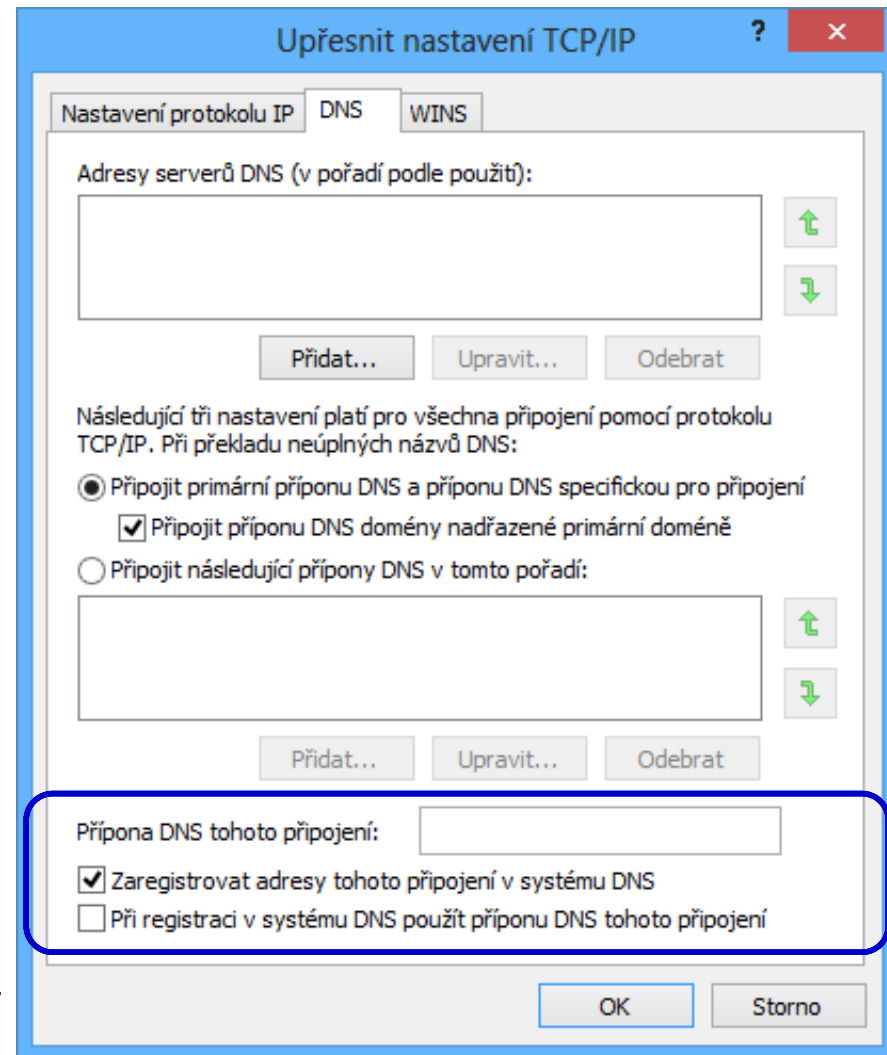 Upřesnit nastavení TCP/IP ?
Nastavení protokolu IP DNS WINS
Adresy serverů DNS (v pořadí podle použití):
Přidat... Upravit... Odebrat
Následující tři nastavení platí pro všechna připojení pomocí protokolu
TCP/IP. Při překladu neúplných názvů DNS:
Připojit primární příponu DNS a příponu DNS specifickou pro připojení
Připojit příponu DNS domény nadřazené primární doméně
Připojit následující přípony DNS v tomto pořadí:
Přidat... Upravit... Odebrat
Přípona DNS tohoto připojení:
Zaregistrovat adresy tohoto připojení v systému DNS
Při registraci v systému DNS použít příponu DNS tohoto připojení
OK Storno